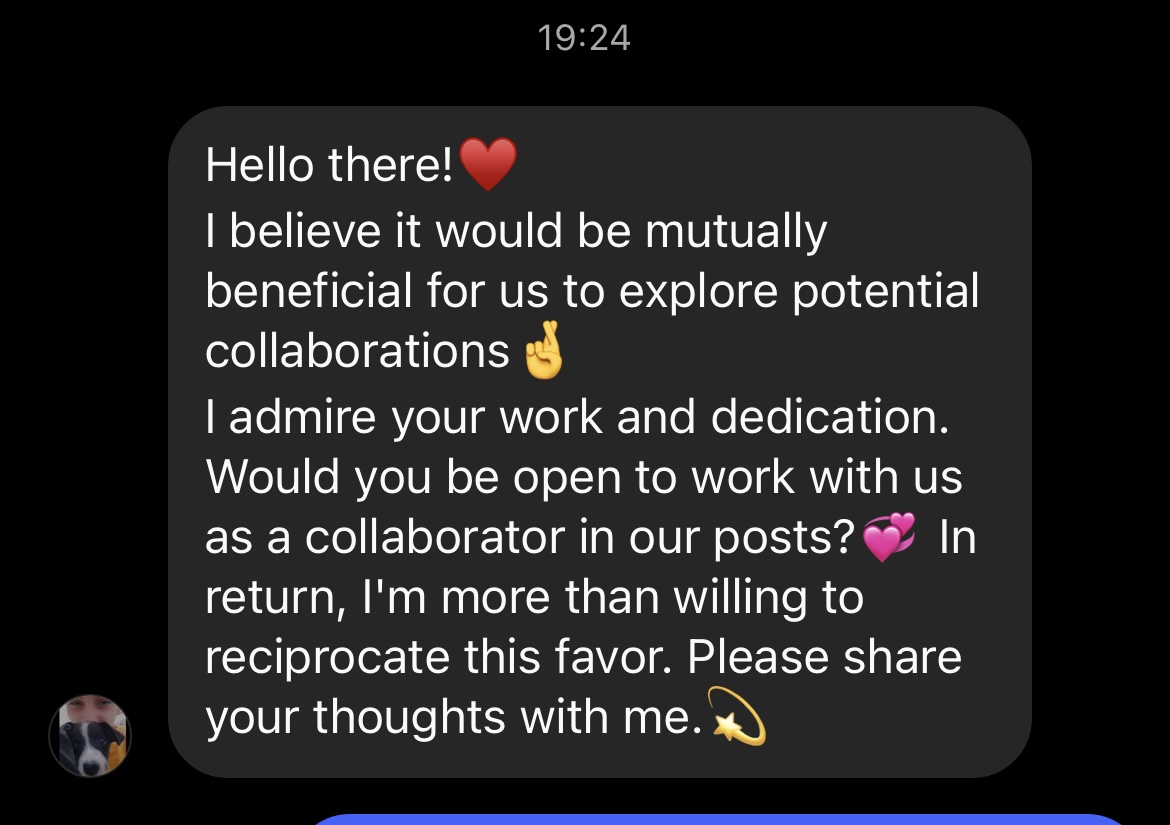 19:24
Hello there!♥️
I believe it would be mutually
beneficial for us to explore potential
collaborations🤞
I admire your work and dedication.
Would you be open to work with us
as a collaborator in our posts?💞 In
return, I'm more than willing to
reciprocate this favor. Please share
your thoughts with me.💫